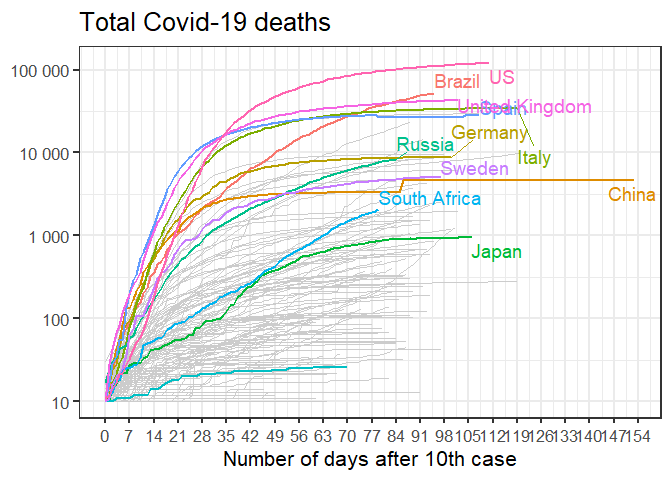 Total Covid-19 deaths
100 000
10 000
1 000
100
10
US
Brazil
United Kingdom
Spain
Germany
Russia
Italy
Sweden
China
South Africa
Japan
0 7 14 21 28 35 42 49 56 63 70 77 84 91 98 105 112 119 126 133 140 147 154
Number of days after 10th case